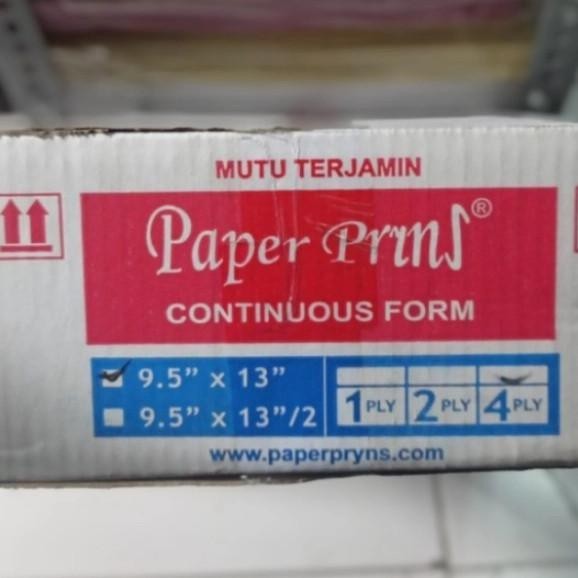 MUTU TERJAMIN
Paper Pryns®
CONTINUOUS FORM
9.5” x 13”
9.5” x 13”/2
1 PLY 2 PLY 4 PLY
www.paperpryns.com